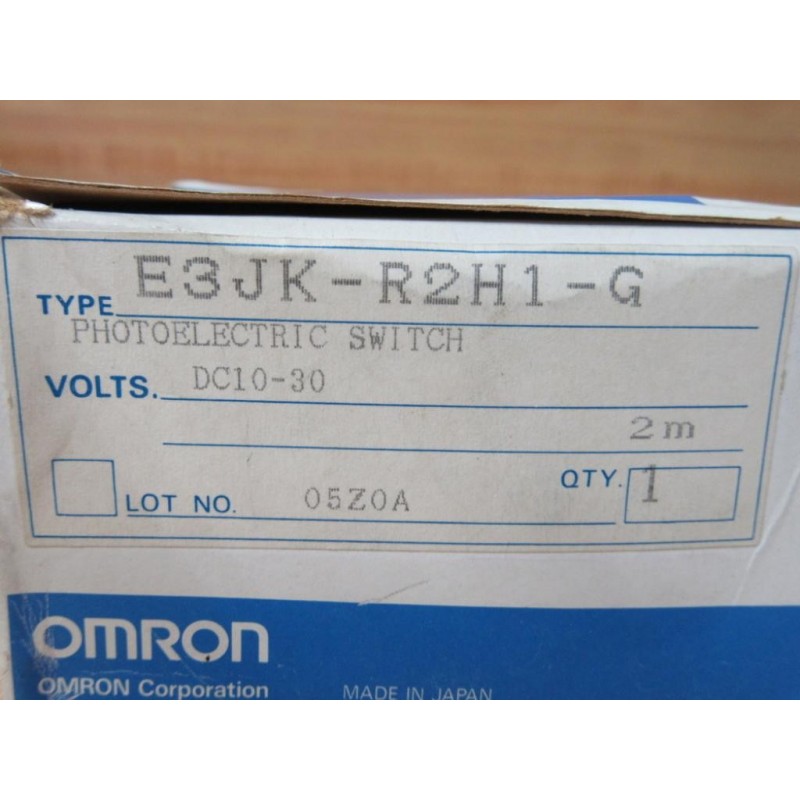 TYPE E3JK-R2H1-G
PHOTOELECTRIC SWITCH
VOLTS. DC10-30
2m
LOT NO. 05Z0A QTY. 1
OMRON
OMRON Corporation MADE IN JAPAN